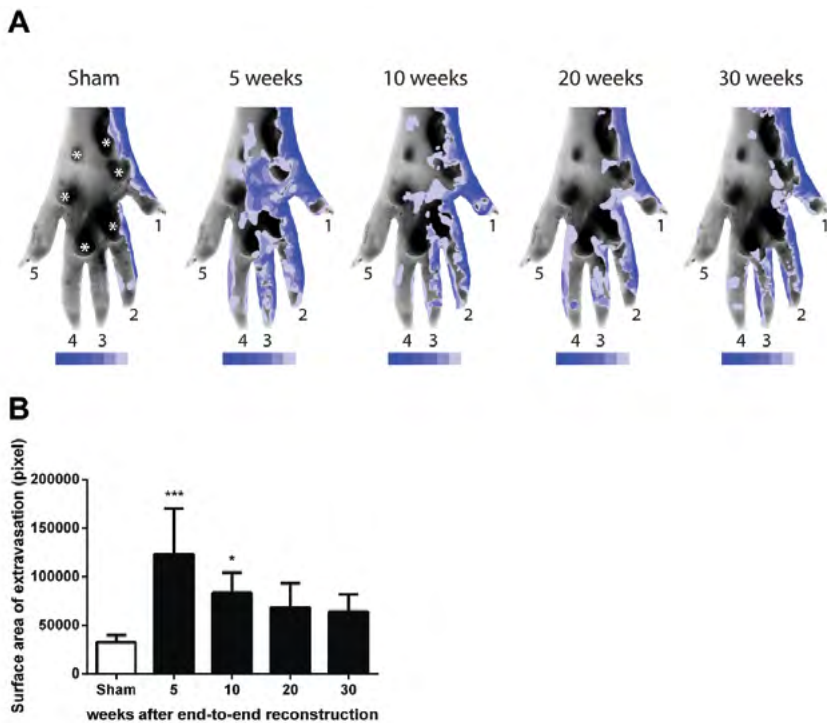 A
Sham 5 weeks 10 weeks 20 weeks 30 weeks
* * * * * *
1 1 1 1 1
5 5 5 5 5
2 2 2 2 2
4 3 4 3 4 3 4 3 4 3
B
Surface area of extravasation (pixel)
200000
150000
100000
50000
0
***
*
Sham 5 10 20 30
weeks after end-to-end reconstruction